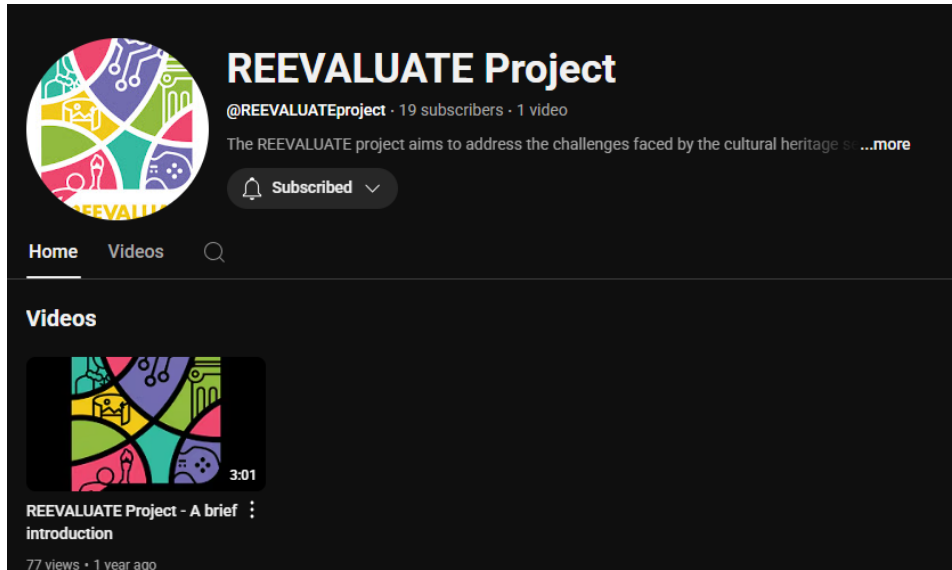 REEVALUATE Project
@REEVALUATEproject · 19 subscribers · 1 video
The REEVALUATE project aims to address the challenges faced by the cultural heritage ...more
Subscribed
REEVALU
Home Videos
Videos
3:01
REEVALUATE Project - A brief
introduction
77 views • 1 year ago